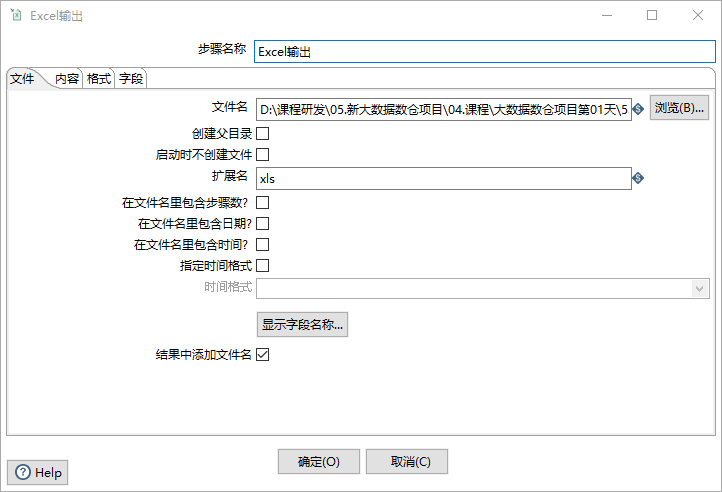 Excel输出
步骤名称 Excel输出
文件 内容 格式 字段
文件名 D:\课程研发\05.新大数据数仓项目\04.课程\大数据数仓项目第01天\5 浏览(B)...
创建父目录
启动时不创建文件
扩展名 xls
在文件名里包含步骤数?
在文件名里包含日期?
在文件名里包含时间?
指定时间格式
时间格式
显示字段名称...
结果中添加文件名
确定(O) 取消(C)
Help